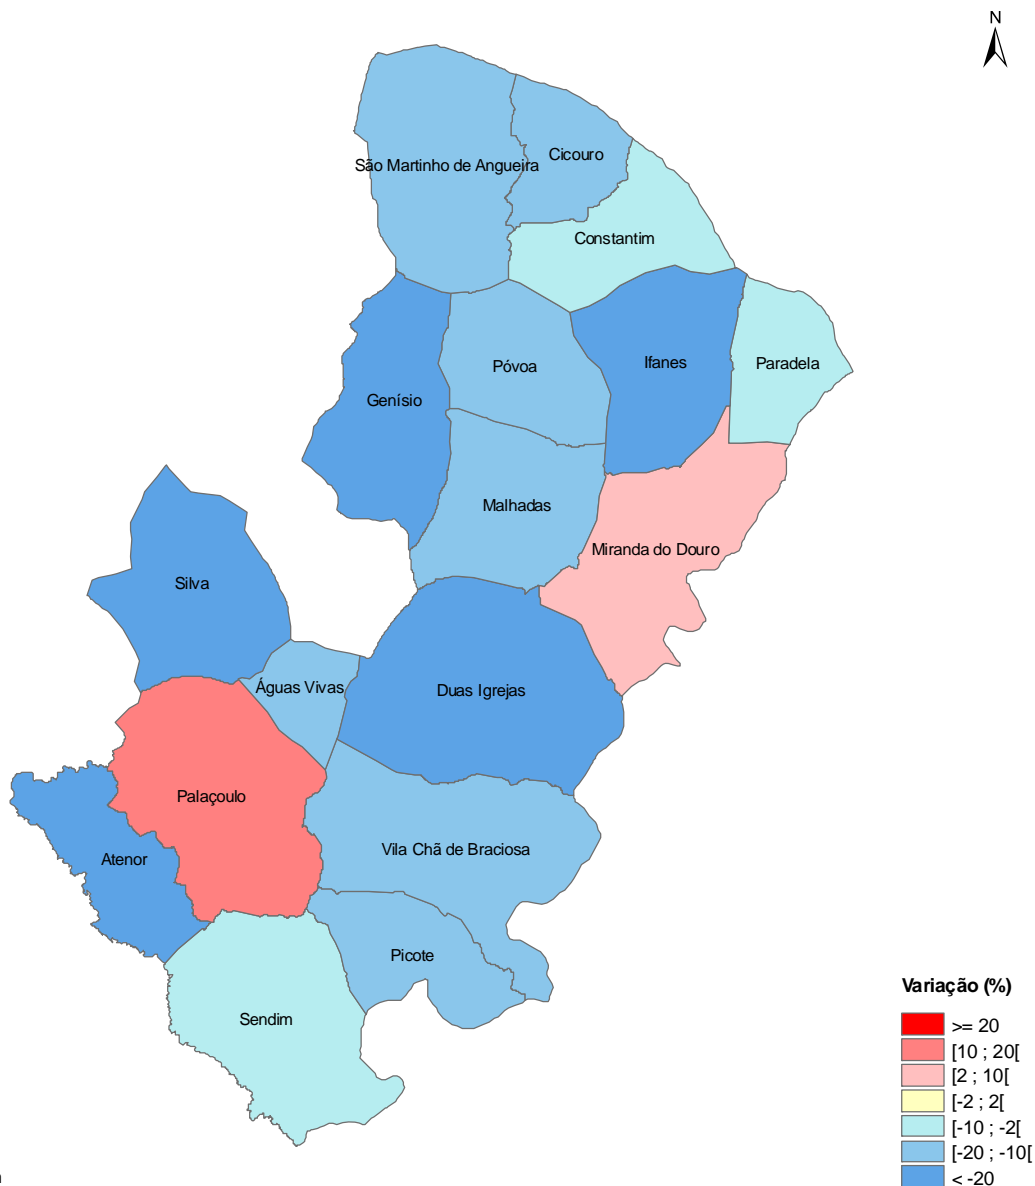 N
São Martinho de Angueira
Cicouro
Constantim
Póvoa
Ifanes
Paradela
Genísio
Malhadas
Miranda do Douro
Silva
Águas Vivas
Duas Igrejas
Palaçoulo
Vila Chã de Braciosa
Atenor
Picote
Sendim
Variação (%)
>= 20
[10 ; 20[
[2 ; 10[
[-2 ; 2[
[-10 ; -2[
[-20 ; -10[
< -20